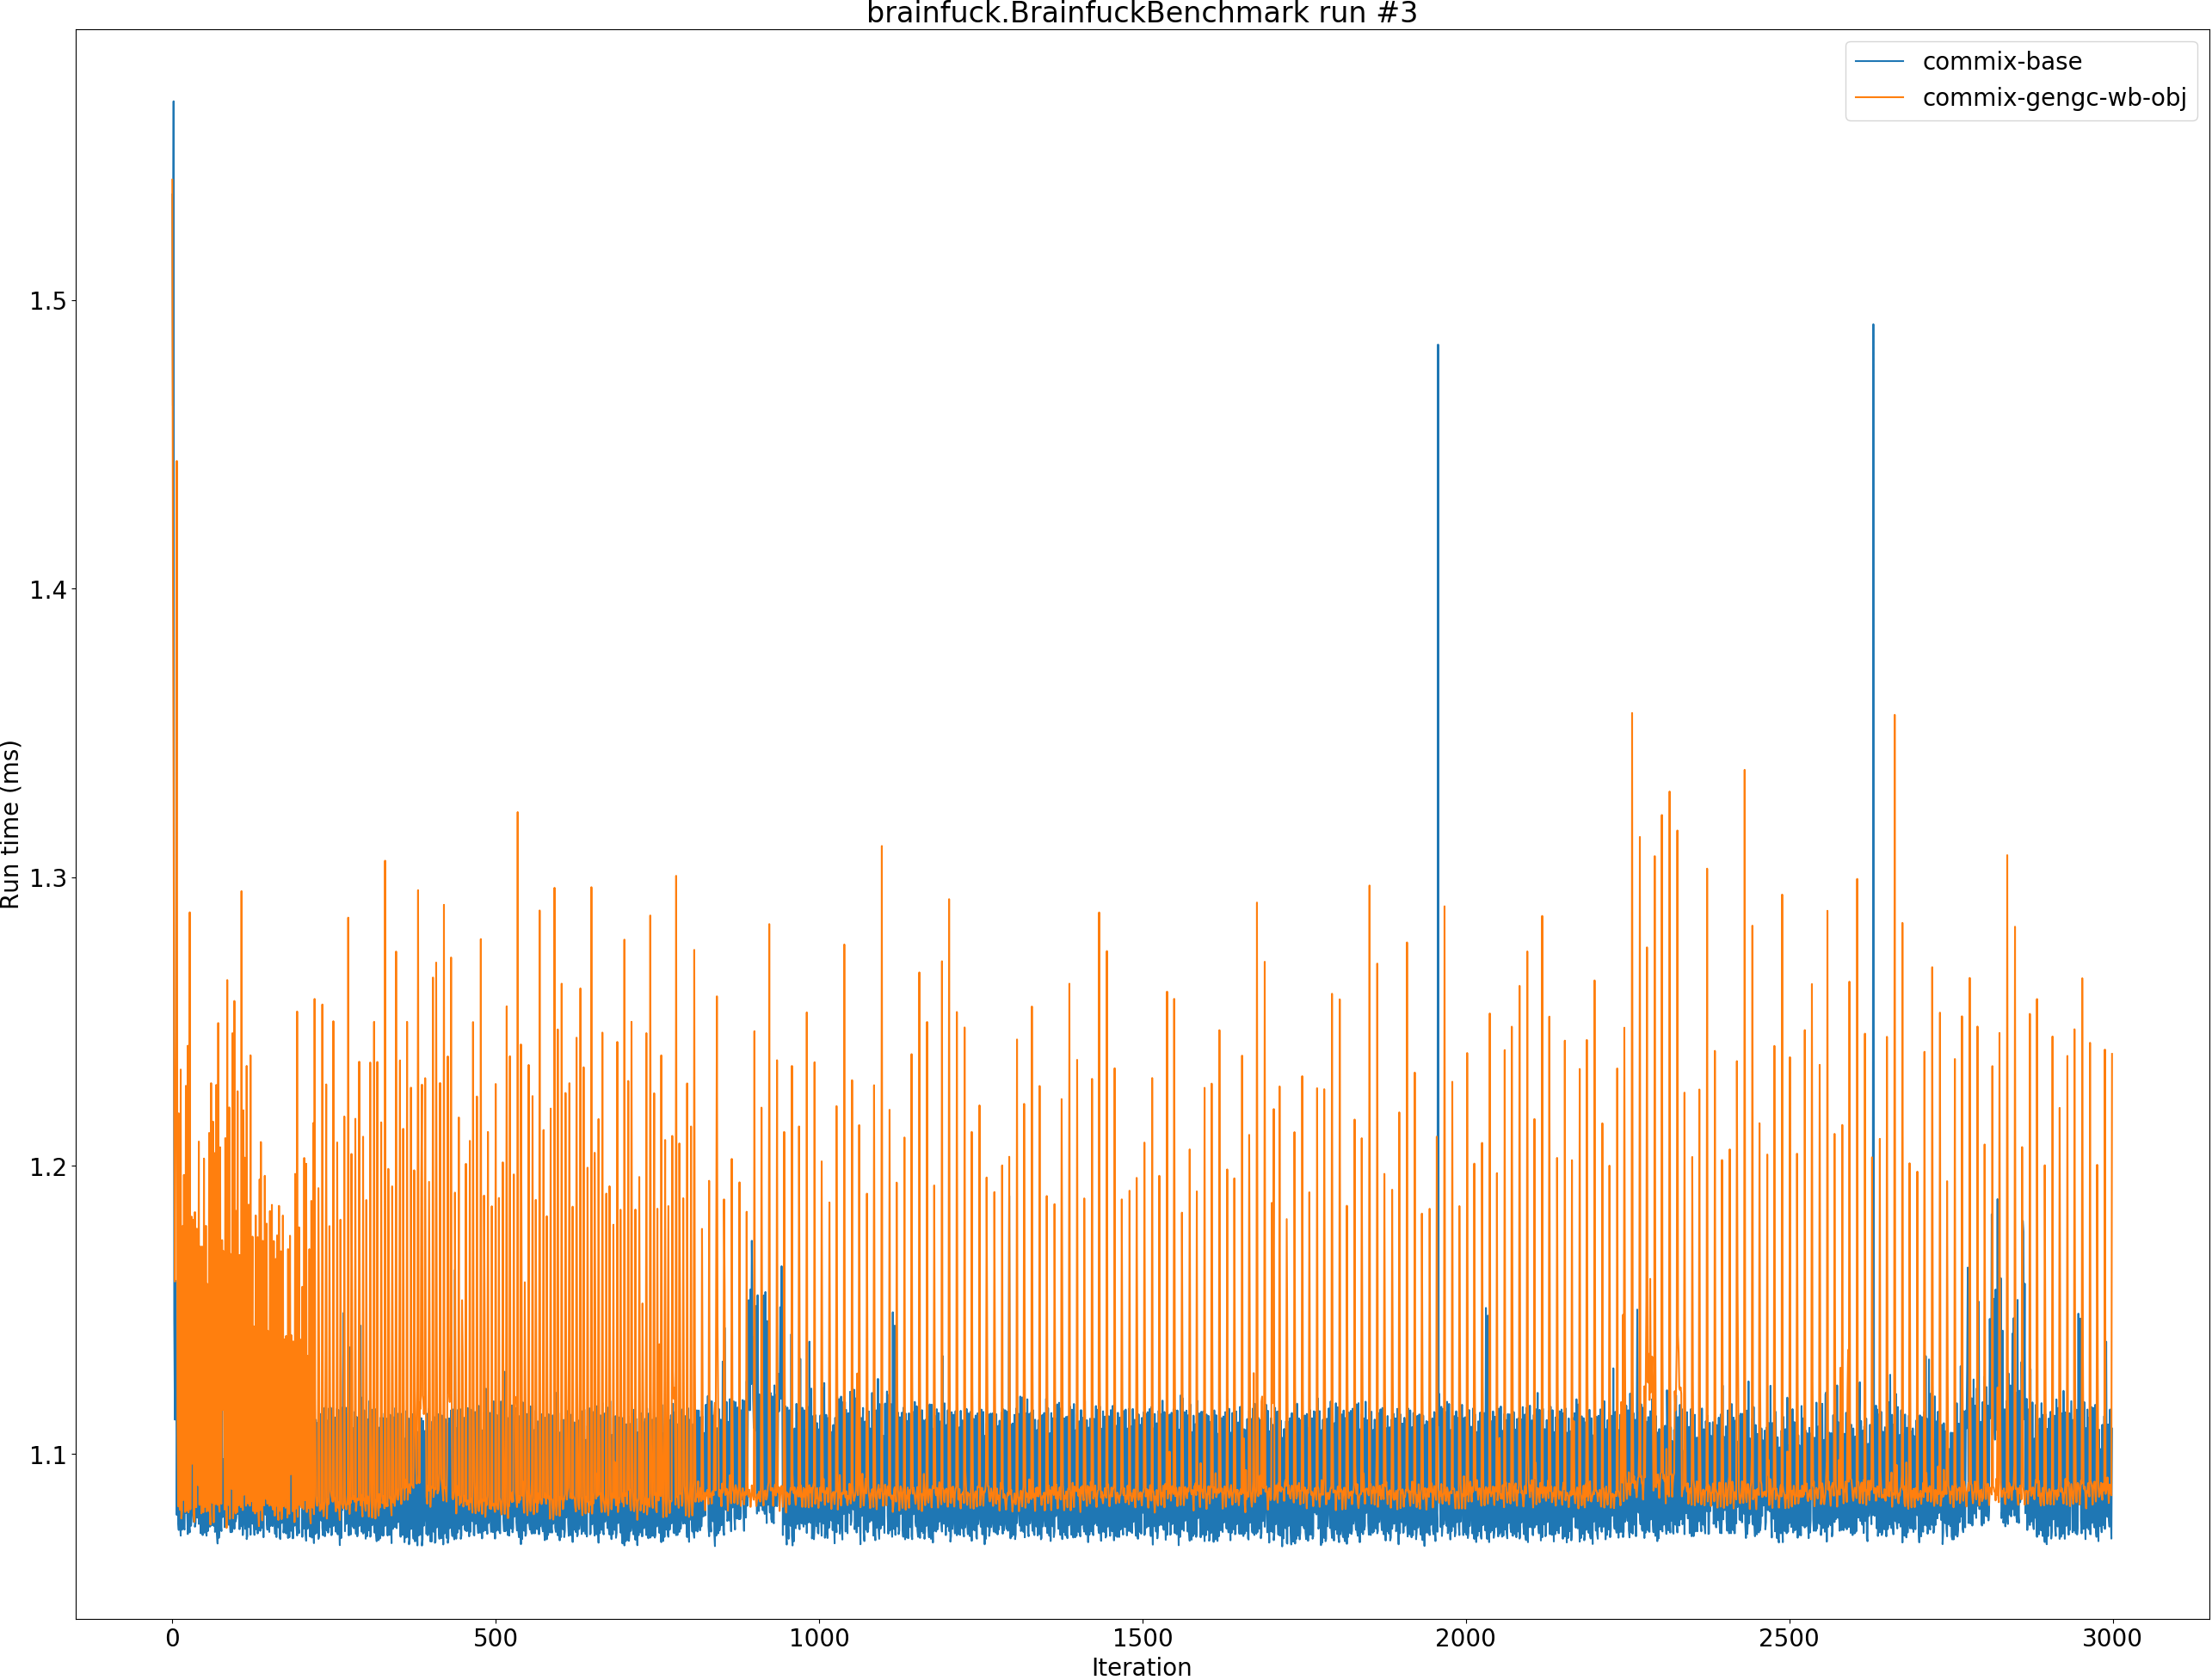 brainfuck.BrainfuckBenchmark run #3
commix-base
commix-gengc-wb-obj
Run time (ms)
1.5
1.4
1.3
1.2
1.1
0
500
1000
1500
2000
2500
3000
Iteration